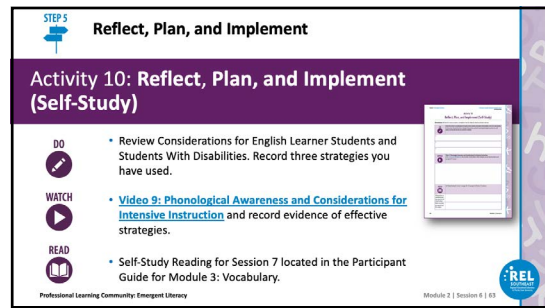 STEP 5
Reflect, Plan, and Implement
Activity 10: Reflect, Plan, and Implement
(Self-Study)
DO
• Review Considerations for English Learner Students and
Students With Disabilities. Record three strategies you
have used.
WATCH
• Video 9: Phonological Awareness and Considerations for
Intensive Instruction and record evidence of effective
strategies.
READ
• Self-Study Reading for Session 7 located in the Participant
Guide for Module 3: Vocabulary.
Professional Learning Community: Emergent Literacy
Module 2 | Session 6 | 63
REL
SOUTHEAST